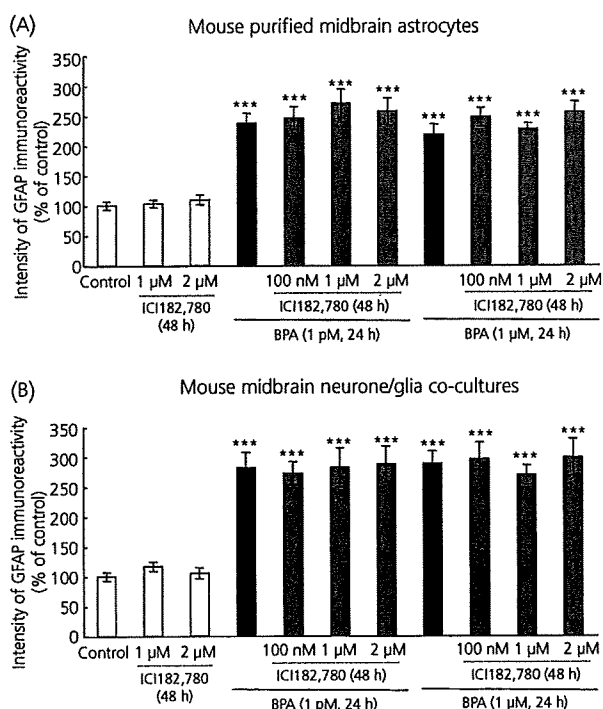 (A)
Mouse purified midbrain astrocytes
Intensity of GFAP immunoreactivity
(% of control)
350
300
250
200
150
100
50
0
*** *** *** *** *** *** *** ***
Control 1 µM 2 µM 100 nM 1 µM 2 µM 100 nM 1 µM 2 µM
ICI182,780 (48 h) ICI182,780 (48 h) ICI182,780 (48 h)
BPA (1 pM, 24 h) BPA (1 µM, 24 h)
(B)
Mouse midbrain neurone/glia co-cultures
Intensity of GFAP immunoreactivity
(% of control)
350
300
250
200
150
100
50
0
*** *** *** *** *** *** *** ***
Control 1 µM 2 µM 100 nM 1 µM 2 µM 100 nM 1 µM 2 µM
ICI182,780 (48 h) ICI182,780 (48 h) ICI182,780 (48 h)
BPA (1 pM, 24 h) BPA (1 µM, 24 h)